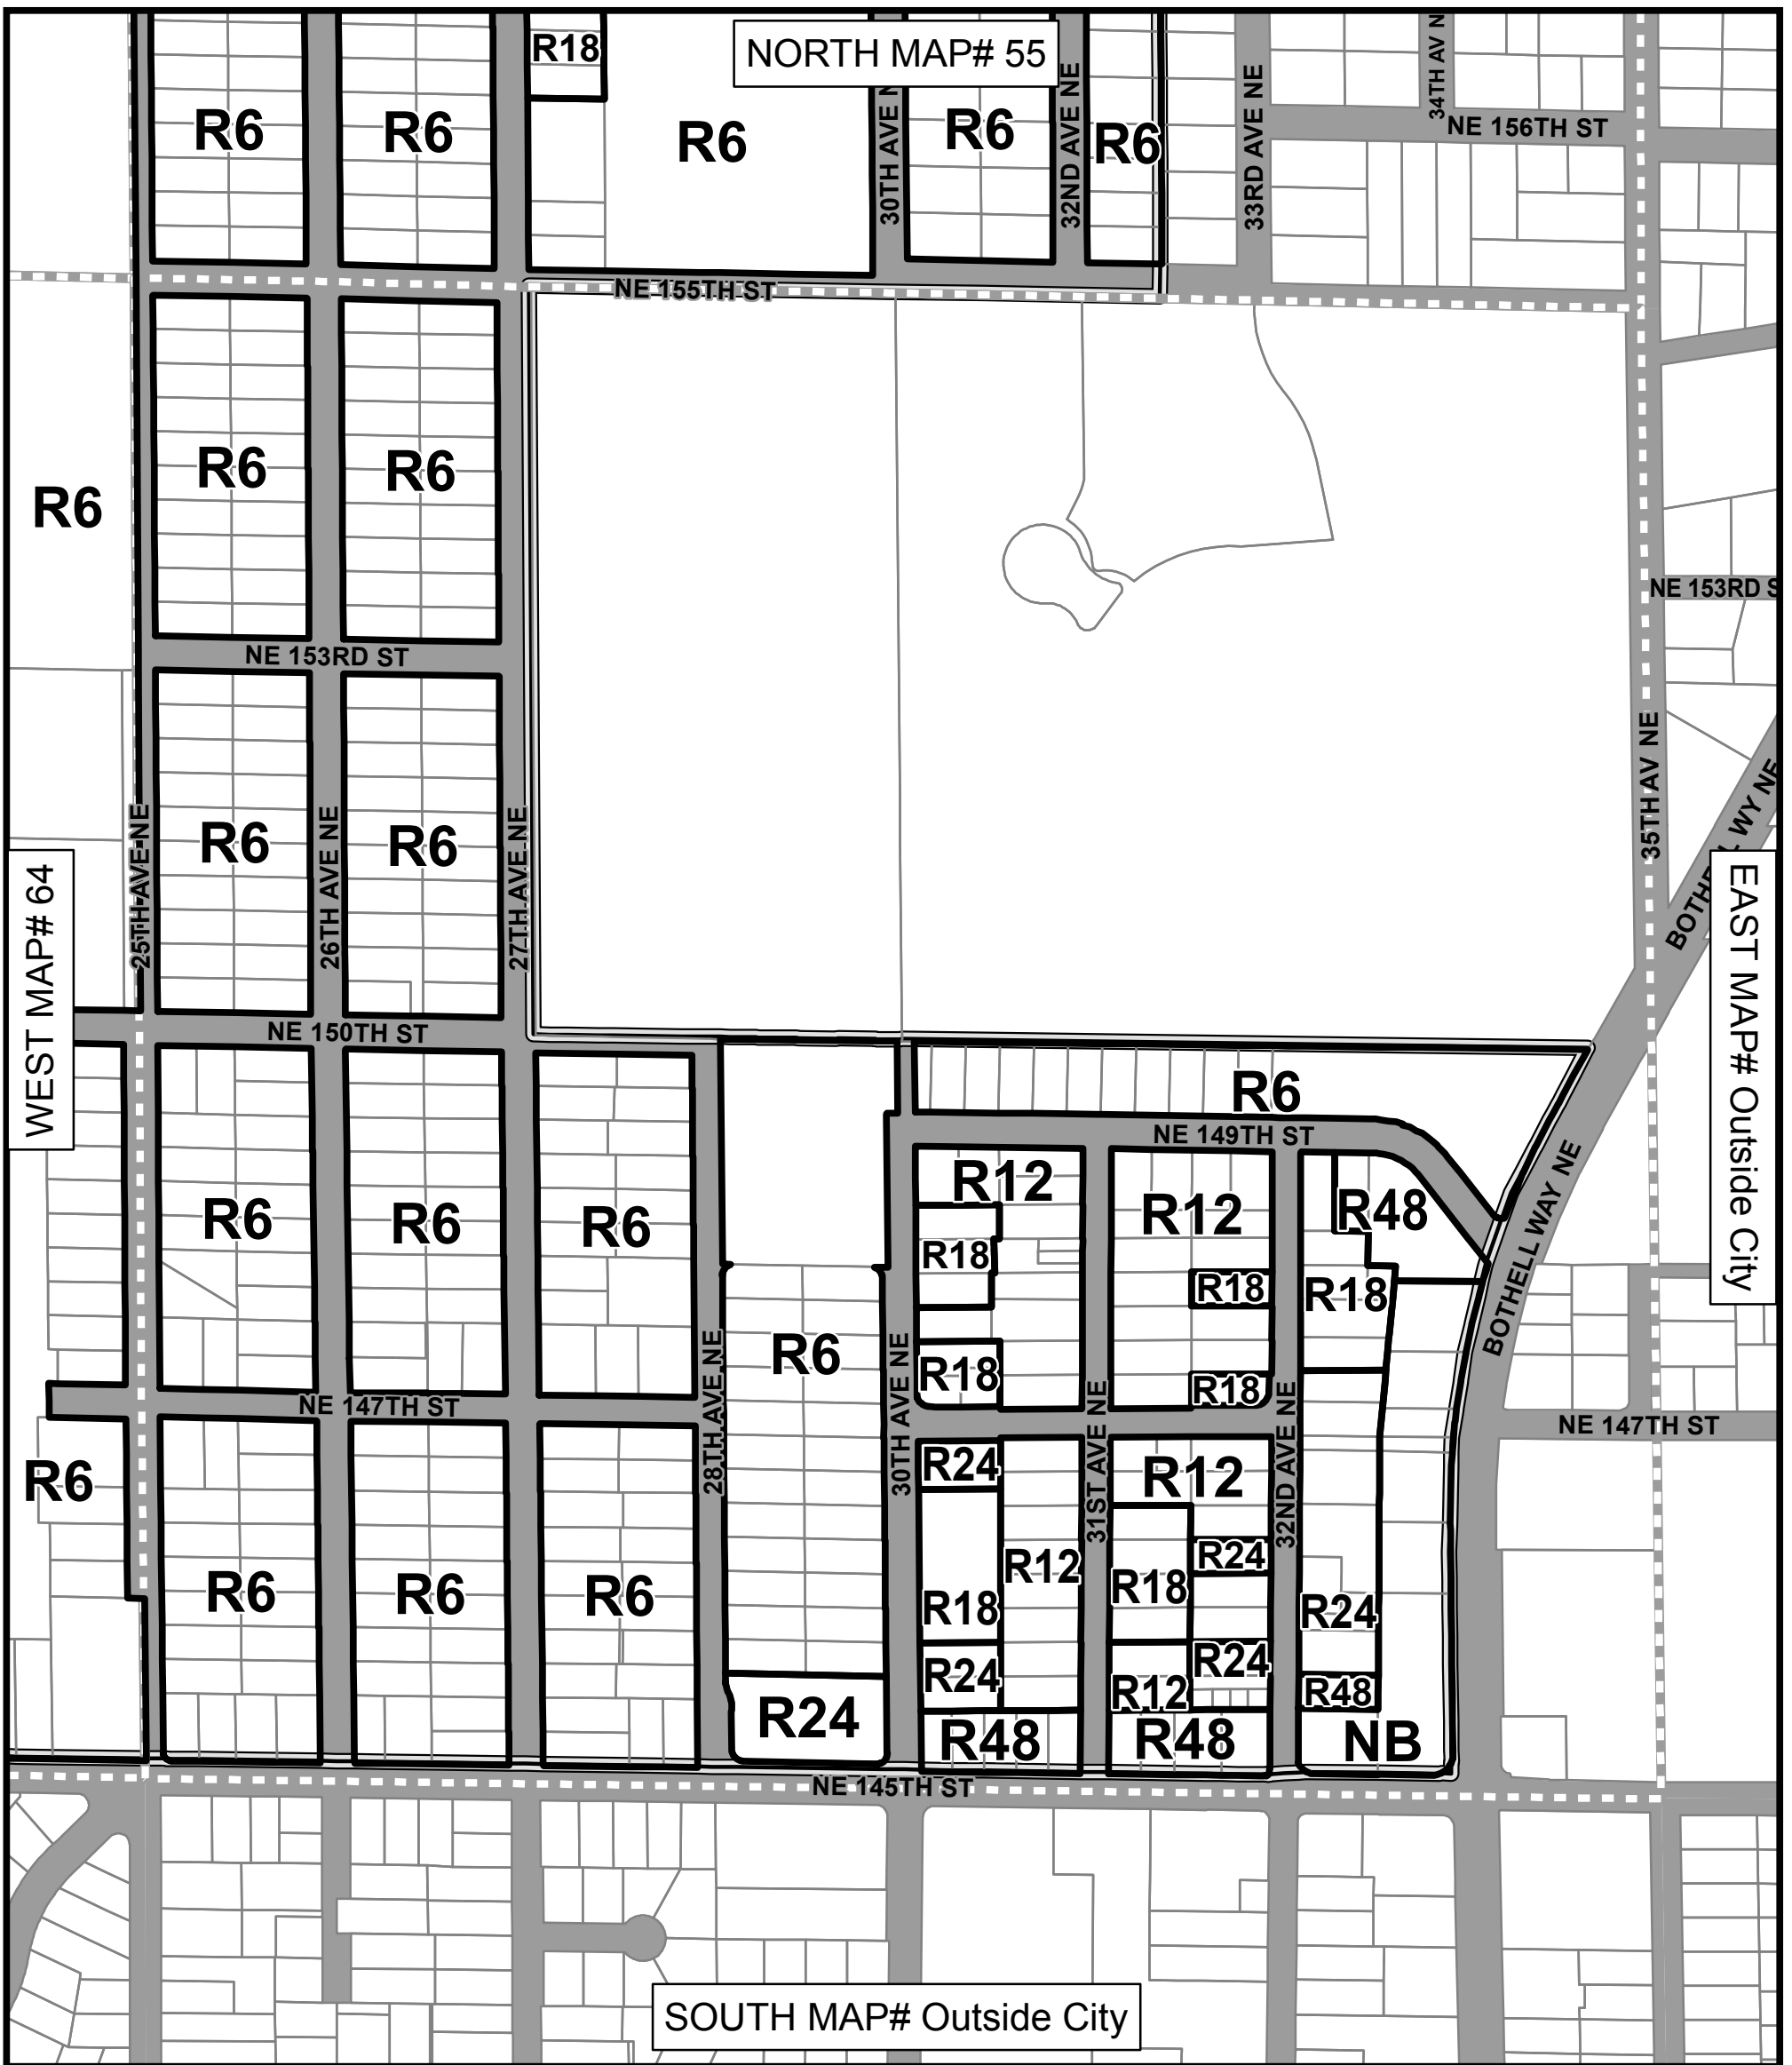 R18
NORTH MAP# 55
34TH AV N
R6
R6
R6
30TH AVE N
R6
32ND AVE NE
R6
33RD AVE NE
NE 156TH ST
NE 155TH ST
R6
R6
R6
NE 153RD S
NE 153RD ST
35TH AV NE
25TH AVE NE
26TH AVE NE
27TH AVE NE
R6
R6
WEST MAP# 64
EAST MAP# Outside City
NE 150TH ST
R6
NE 149TH ST
R12
R12
R48
R6
R6
R6
R18
R18
R18
BOTHELL WAY NE
28TH AVE NE
R6
30TH AVE NE
R18
R18
NE 147TH ST
31ST AVE NE
32ND AVE NE
NE 147TH ST
R6
R24
R12
R12
R24
R18
R6
R6
R6
R18
R24
R24
R24
R12
R48
R24
R48
R48
NB
NE 145TH ST
SOUTH MAP# Outside City